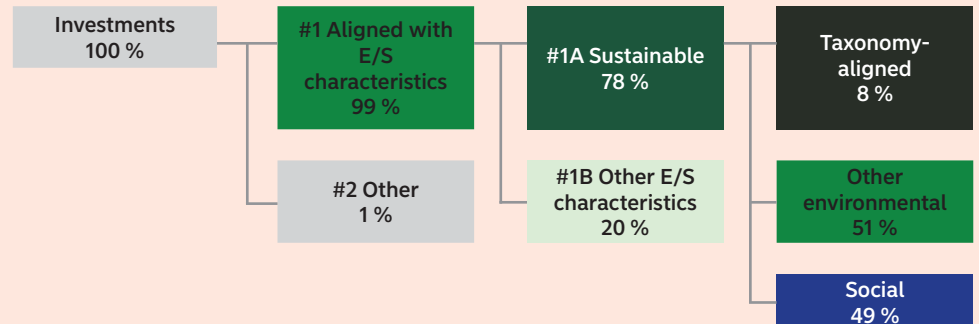 Investments
100 %
#1 Aligned with
E/S
characteristics
99 %
#1A Sustainable
78 %
Taxonomy-
aligned
8 %
#2 Other
1 %
#1B Other E/S
characteristics
20 %
Other
environmental
51 %
Social
49 %